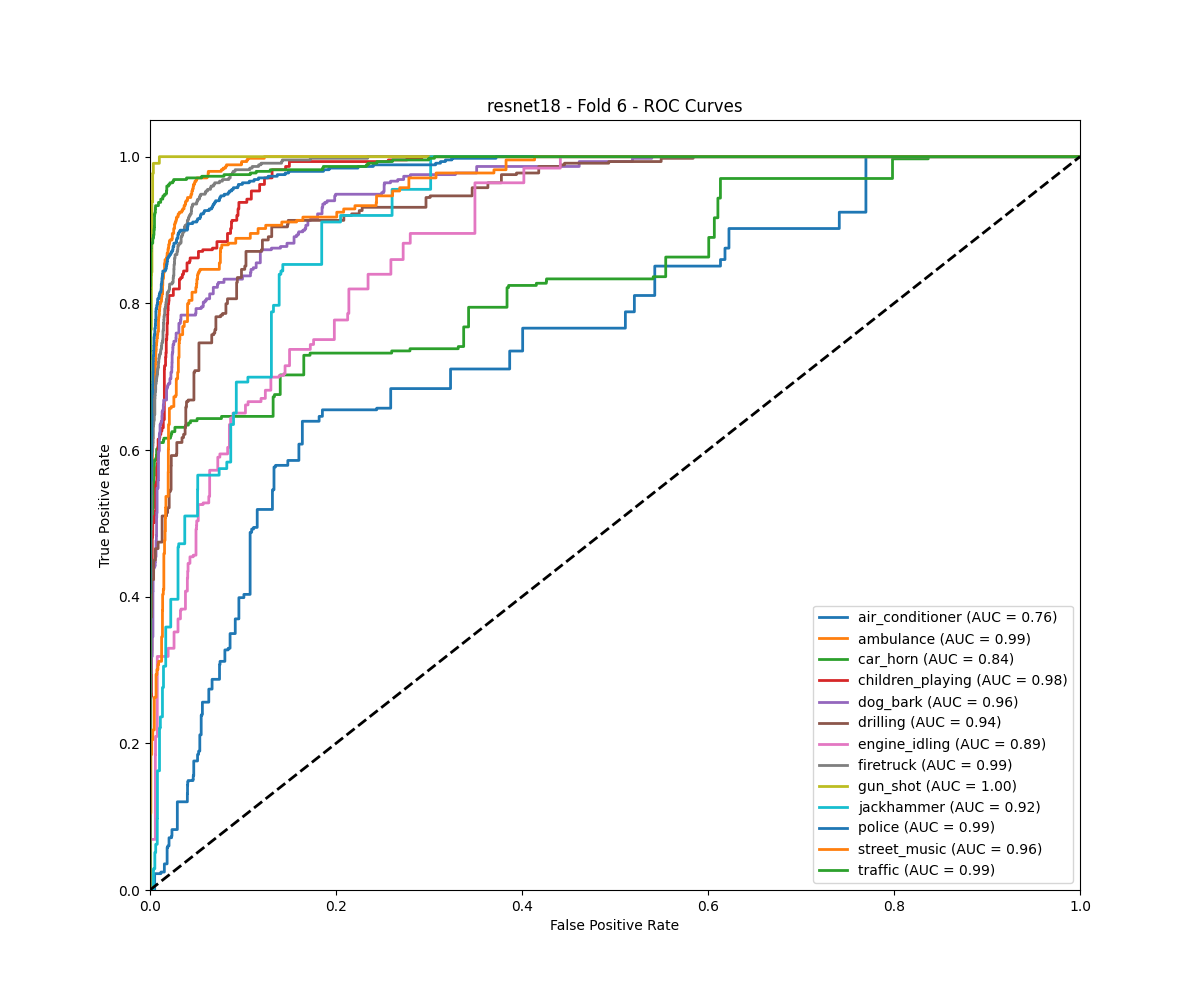 resnet18 - Fold 6 - ROC Curves
True Positive Rate
1.0
0.8
0.6
0.4
0.2
0.0
0.0 0.2 0.4 0.6 0.8 1.0
False Positive Rate
air_conditioner (AUC = 0.76)
ambulance (AUC = 0.99)
car_horn (AUC = 0.84)
children_playing (AUC = 0.98)
dog_bark (AUC = 0.96)
drilling (AUC = 0.94)
engine_idling (AUC = 0.89)
firetruck (AUC = 0.99)
gun_shot (AUC = 1.00)
jackhammer (AUC = 0.92)
police (AUC = 0.99)
street_music (AUC = 0.96)
traffic (AUC = 0.99)